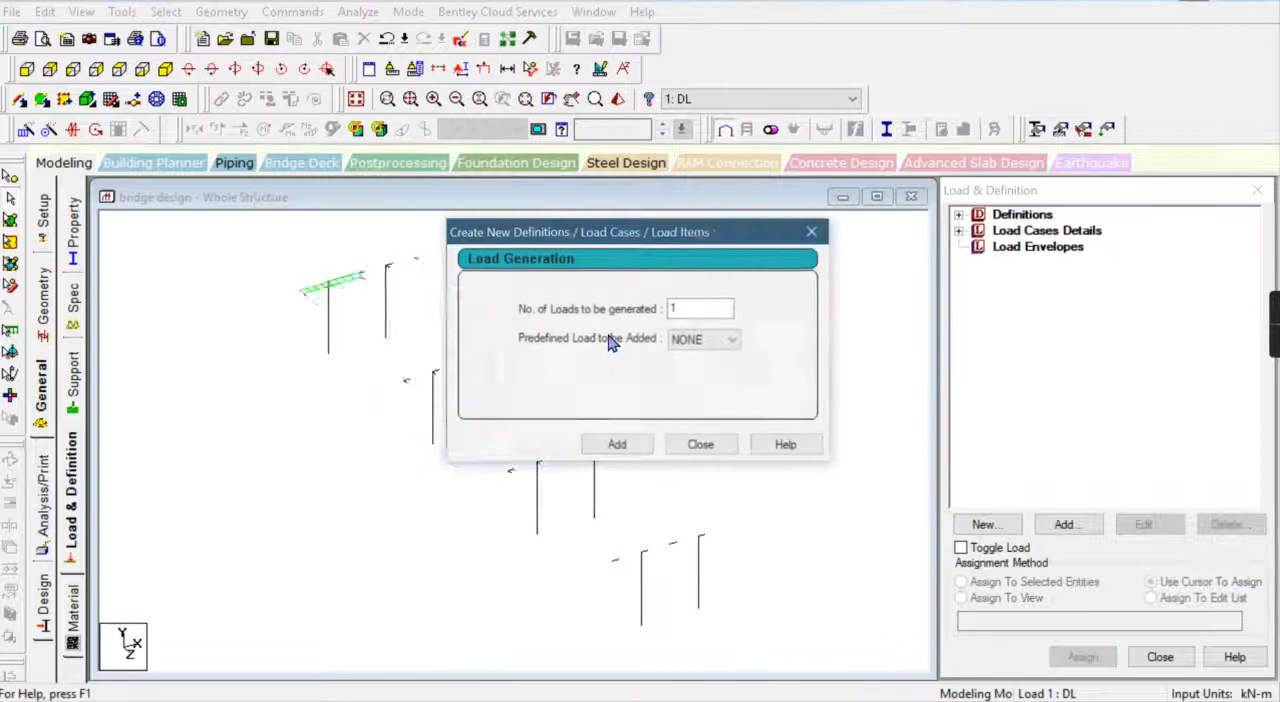 File Edit View Tools Select Geometry Commands Analyze Mode Bentley Cloud Services Window Help
1: DL
Modeling Building Planner Piping Bridge Deck Postprocessing Foundation Design Steel Design RAM Connection Concrete Design Advanced Slab Design Earthquake
Setup
Geometry
General
Analysis/Print
Design
Property
Spec
Support
Load & Definition
Material
bridge design - Whole Structure
Create New Definitions / Load Cases / Load Items
Load Generation
No. of Loads to be generated : 1
Predefined Load to be Added : NONE
Add Close Help
Y
X
Z
Load & Definition
D Definitions
L Load Cases Details
L Load Envelopes
New... Add... Edit Delete...
Toggle Load
Assignment Method
Assign To Selected Entities Use Cursor To Assign
Assign To View Assign To Edit List
Assign Close Help
For Help, press F1 Modeling Mo Load 1 : DL Input Units: kN-m